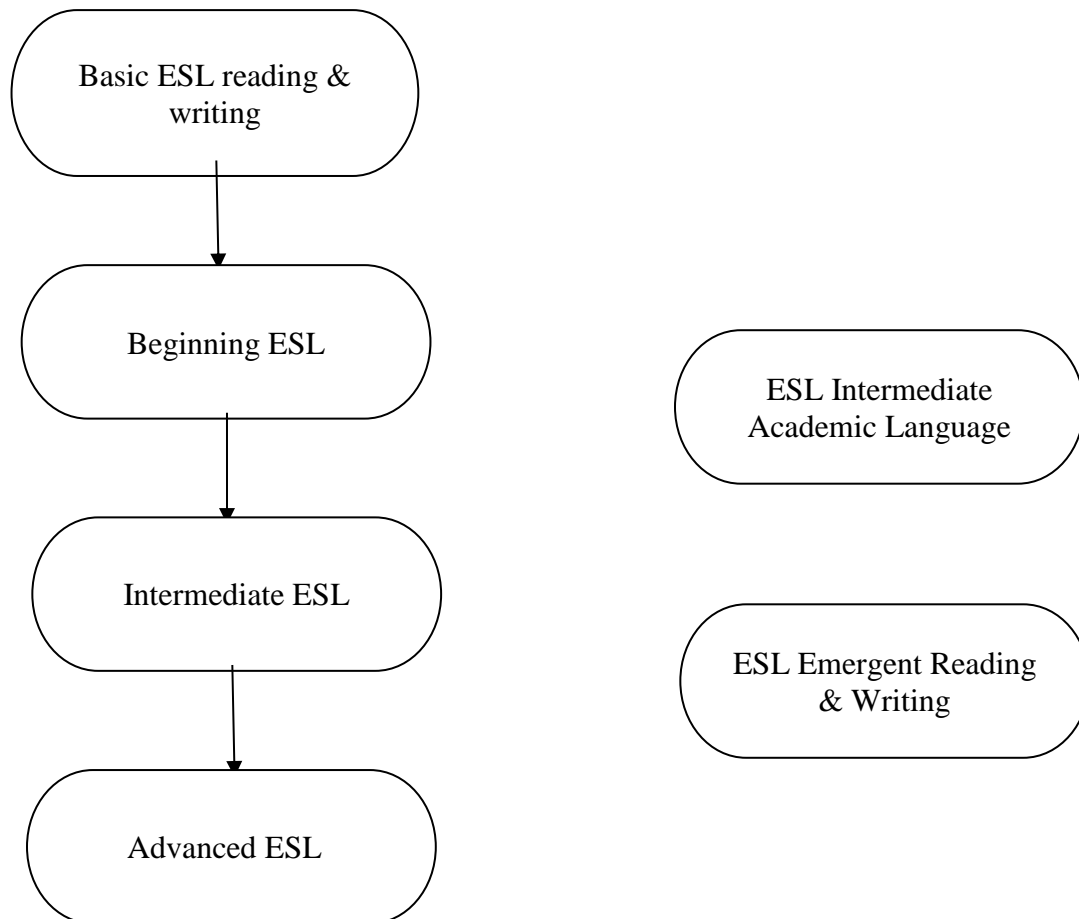 Basic ESL reading &
writing
Beginning ESL
ESL Intermediate
Academic Language
Intermediate ESL
ESL Emergent Reading
& Writing
Advanced ESL